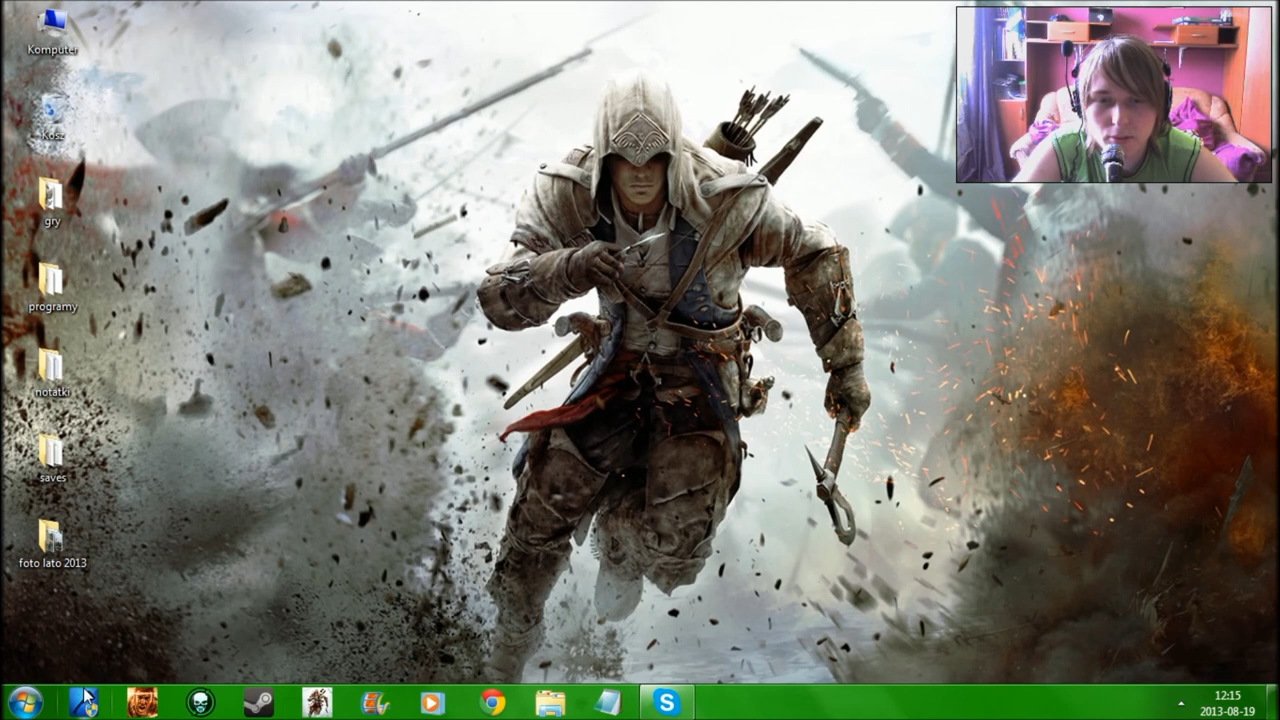 Komputer
Kosz
gry
programy
notatki
saves
foto lato 2013
12:15
2013-08-19